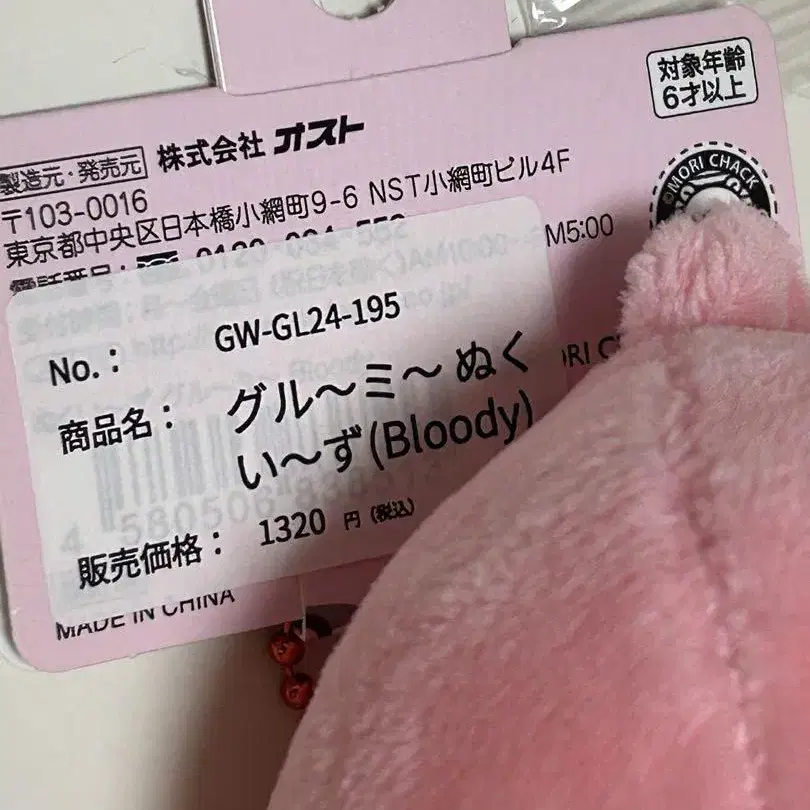 対象年齢
6才以上
製造元・発売元 株式会社 オスト
〒103-0016
東京都中央区日本橋小網町9-6 NST小網町ビル4F
©MORI CHACK
M5:00
No.： GW-GL24-195
商品名： グル〜ミ〜 ぬく
い〜ず(Bloody)
販売価格： 1320 円 (税込)
MADE IN CHINA